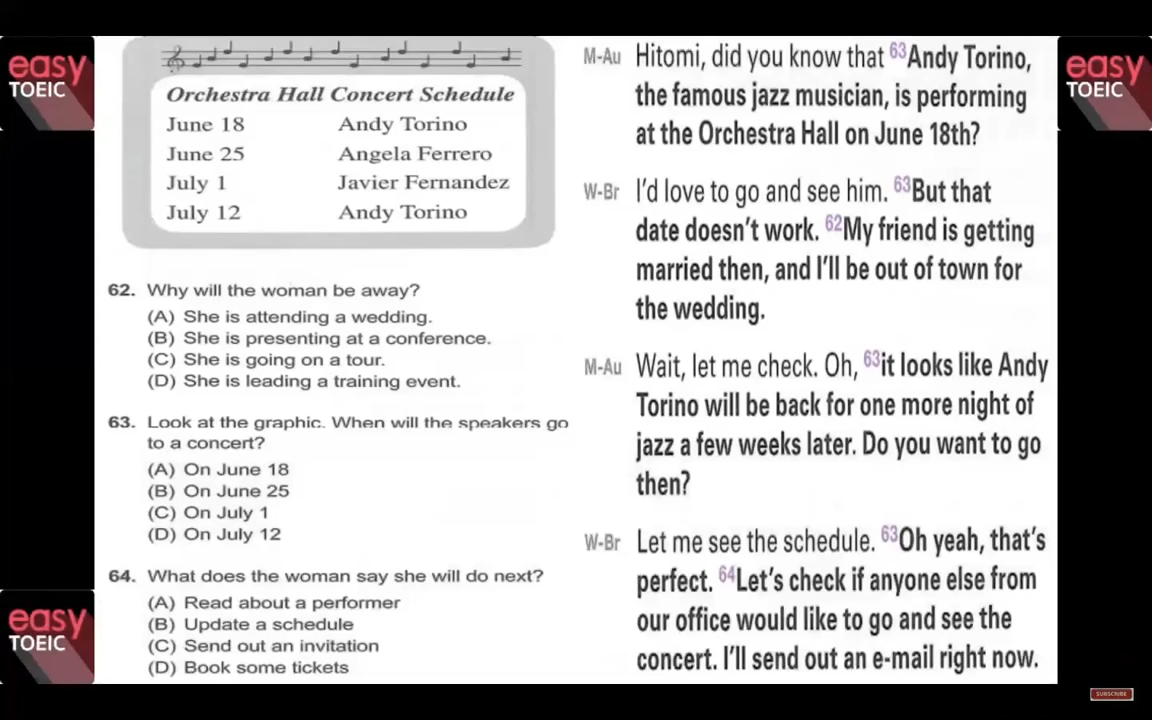 easy
TOEIC
Orchestra Hall Concert Schedule
June 18 Andy Torino
June 25 Angela Ferrero
July 1 Javier Fernandez
July 12 Andy Torino
62. Why will the woman be away?
(A) She is attending a wedding.
(B) She is presenting at a conference.
(C) She is going on a tour.
(D) She is leading a training event.
63. Look at the graphic. When will the speakers go
to a concert?
(A) On June 18
(B) On June 25
(C) On July 1
(D) On July 12
64. What does the woman say she will do next?
(A) Read about a performer
(B) Update a schedule
(C) Send out an invitation
(D) Book some tickets
easy
TOEIC
M-Au Hitomi, did you know that 63Andy Torino,
the famous jazz musician, is performing
at the Orchestra Hall on June 18th?
W-Br I'd love to go and see him. 63But that
date doesn't work. 62My friend is getting
married then, and I'll be out of town for
the wedding.
M-Au Wait, let me check. Oh, 63it looks like Andy
Torino will be back for one more night of
jazz a few weeks later. Do you want to go
then?
W-Br Let me see the schedule. 63Oh yeah, that's
perfect. 64Let's check if anyone else from
our office would like to go and see the
concert. I'll send out an e-mail right now.
easy
TOEIC
SUBSCRIBE